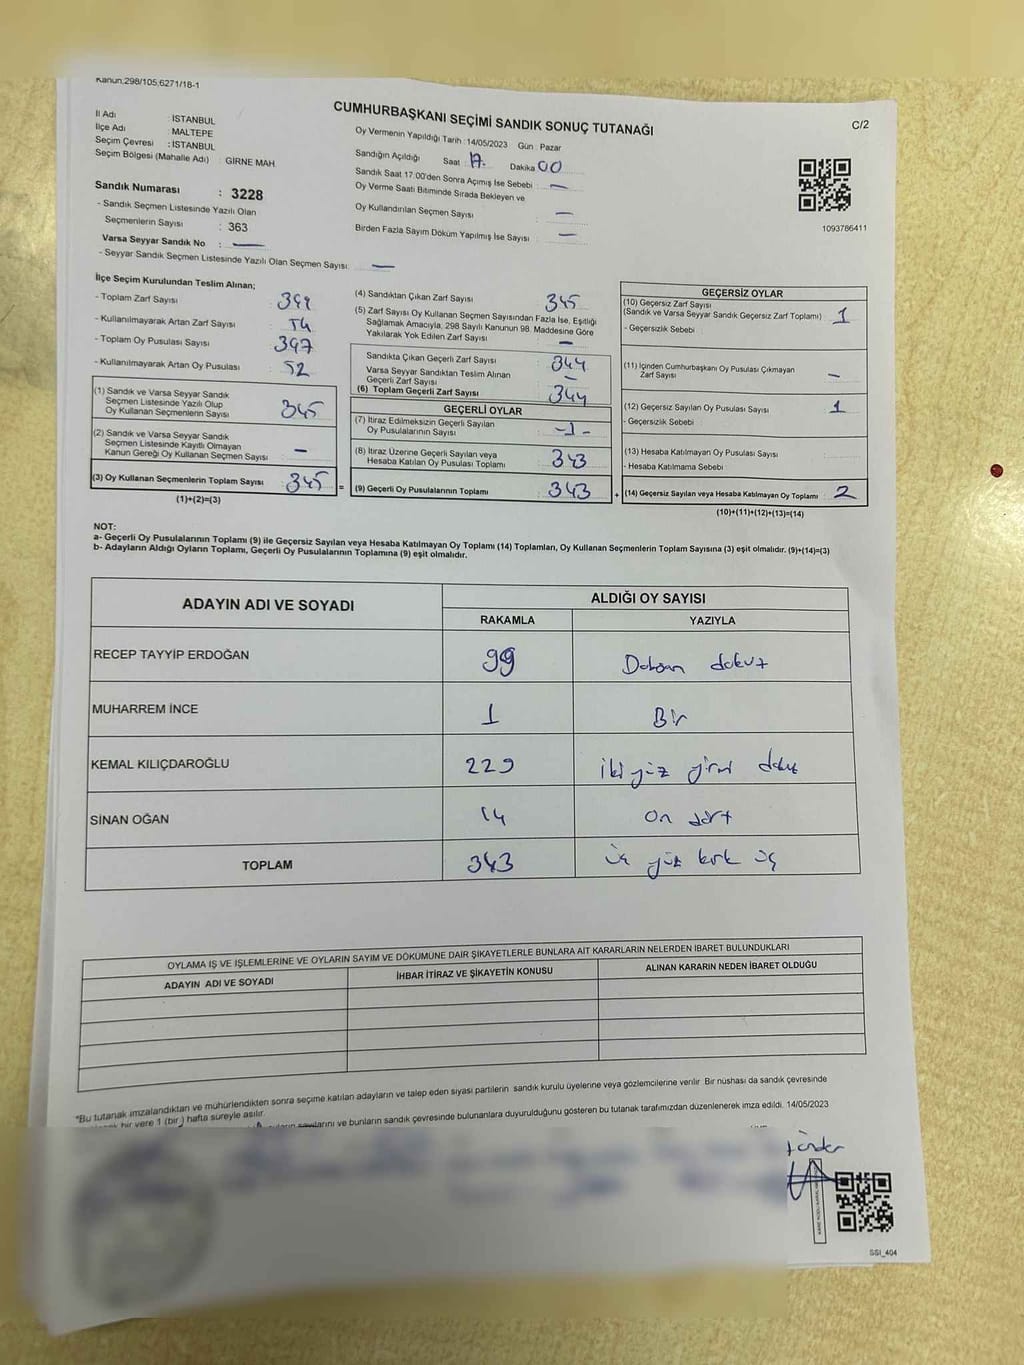 Kanun:298/105;6271/18-1
CUMHURBAŞKANI SEÇİMİ SANDIK SONUÇ TUTANAĞI
C/2
İl Adı : İSTANBUL
İlçe Adı : MALTEPE
Seçim Çevresi : İSTANBUL
Seçim Bölgesi (Mahalle Adı) : GİRNE MAH.
Oy Vermenin Yapıldığı Tarih : 14/05/2023 Gün : Pazar
Sandığın Açıldığı Saat : 17 Dakika : 00
Sandık Saat 17:00'den Sonra Açımış İse Sebebi : —
Oy Verme Saati Bitiminde Sırada Bekleyen ve
Oy Kullandırılan Seçmen Sayısı : —
Birden Fazla Sayım Döküm Yapılmış İse Sayısı : —
1093786411
Sandık Numarası : 3228
- Sandık Seçmen Listesinde Yazılı Olan
Seçmenlerin Sayısı : 363
Varsa Seyyar Sandık No : —
- Seyyar Sandık Seçmen Listesinde Yazılı Olan Seçmen Sayısı: —
İlçe Seçim Kurulundan Teslim Alınan;
- Toplam Zarf Sayısı
- Kullanılmayarak Artan Zarf Sayısı : 54
- Toplam Oy Pusulası Sayısı : 397
- Kullanılmayarak Artan Oy Pusulası : 52
(1) Sandık ve Varsa Seyyar Sandık
Seçmen Listesinde Yazılı Olup
Oy Kullanan Seçmenlerin Sayısı 345
(2) Sandık ve Varsa Seyyar Sandık
Seçmen Listesinde Kayıtlı Olmayan
Kanun Gereği Oy Kullanan Seçmen Sayısı : —
(3) Oy Kullanan Seçmenlerin Toplam Sayısı : 345
(1)+(2)=(3)
(4) Sandıktan Çıkan Zarf Sayısı : 345
(5) Zarf Sayısı Oy Kullanan Seçmen Sayısından Fazla İse, Eşitliği
Sağlamak Amacıyla, 298 Sayılı Kanunun 98. Maddesine Göre
Yakılarak Yok Edilen Zarf Sayısı : —
Sandıkta Çıkan Geçerli Zarf Sayısı : 344
Varsa Seyyar Sandıktan Teslim Alınan
Geçerli Zarf Sayısı : —
(6) Toplam Geçerli Zarf Sayısı : 344
GEÇERLİ OYLAR
(7) İtiraz Edilmeksizin Geçerli Sayılan
Oy Pusulalarının Sayısı : -1-
(8) İtiraz Üzerine Geçerli Sayılan veya
Hesaba Katılan Oy Pusulası Toplamı : 343
= (9) Geçerli Oy Pusulalarının Toplamı : 343
GEÇERSİZ OYLAR
(10) Geçersiz Zarf Sayısı
(Sandık ve Varsa Seyyar Sandık Geçersiz Zarf Toplamı) : 1
- Geçersizlik Sebebi :
(11) İçinden Cumhurbaşkanı Oy Pusulası Çıkmayan
Zarf Sayısı : —
(12) Geçersiz Sayılan Oy Pusulası Sayısı : 1
- Geçersizlik Sebebi :
(13) Hesaba Katılmayan Oy Pusulası Sayısı :
- Hesaba Katılmama Sebebi :
+ (14) Geçersiz Sayılan veya Hesaba Katılmayan Oy Toplamı : 2
(10)+(11)+(12)+(13)=(14)
NOT:
a- Geçerli Oy Pusulalarının Toplamı (9) ile Geçersiz Sayılan veya Hesaba Katılmayan Oy Toplamı (14) Toplamları, Oy Kullanan Seçmenlerin Toplam Sayısına (3) eşit olmalıdır. (9)+(14)=(3)
b- Adayların Aldığı Oyların Toplamı, Geçerli Oy Pusulalarının Toplamına (9) eşit olmalıdır.
ADAYIN ADI VE SOYADI
ALDIĞI OY SAYISI
RAKAMLA YAZIYLA
RECEP TAYYİP ERDOĞAN 99 Doksan dokuz
MUHARREM İNCE 1 Bir
KEMAL KILIÇDAROĞLU 229 iki yüz yirmi dokuz
SİNAN OĞAN 14 on dört
TOPLAM 343 üç yüz kırk üç
OYLAMA İŞ VE İŞLEMLERİNE VE OYLARIN SAYIM VE DÖKÜMÜNE DAİR ŞİKAYETLERLE BUNLARA AİT KARARLARIN NELERDEN İBARET BULUNDUKLARI
ADAYIN ADI VE SOYADI İHBAR İTİRAZ VE ŞİKAYETİN KONUSU ALINAN KARARIN NEDEN İBARET OLDUĞU
*Bu tutanak imzalandıktan ve mühürlendikten sonra seçime katılan adayların ve talep eden siyasi partilerin sandık kurulu üyelerine veya gözlemcilerine verilir. Bir nüshası da sandık çevresinde
bir yere 1 (bir) hafta süreyle asılır.
sayılarını ve bunların sandık çevresinde bulunanlara duyurulduğunu gösteren bu tutanak tarafımızdan düzenlenerek imza edildi. 14/05/2023
SSI_404